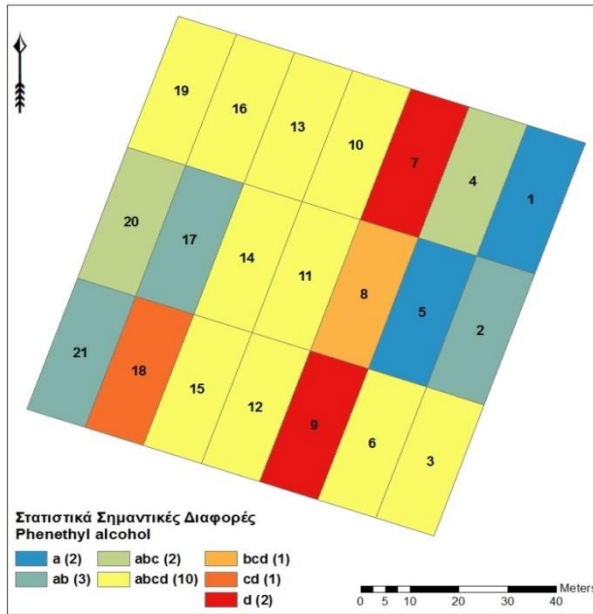 19 16 13 10 7 4 1
20 17 14 11 8 5 2
21 18 15 12 9 6 3
Στατιστικά Σημαντικές Διαφορές
Phenethyl alcohol
a (2) abc (2) bcd (1)
ab (3) abcd (10) cd (1)
d (2)
Meters
0 5 10 20 30 40